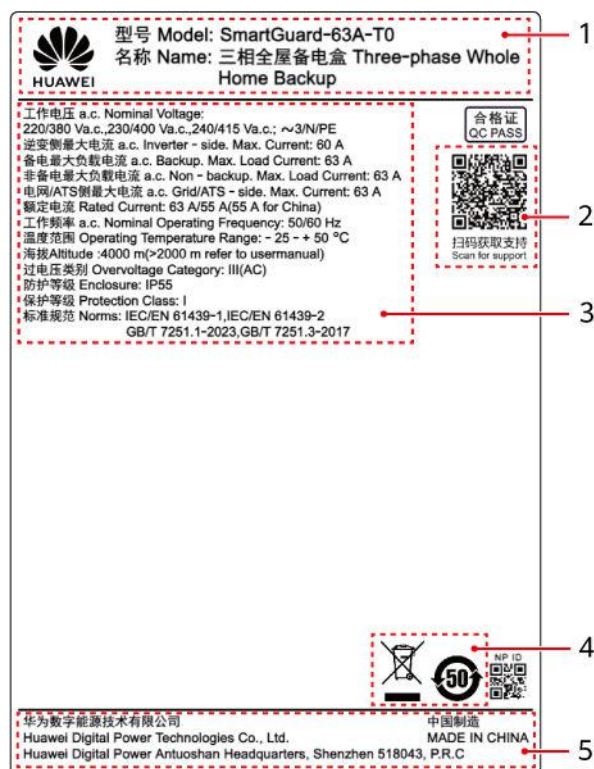 HUAWEI
型号 Model: SmartGuard-63A-T0
名称 Name: 三相全屋备电盒 Three-phase Whole
Home Backup
1
工作电压 a.c. Nominal Voltage:
220/380 Va.c.,230/400 Va.c.,240/415 Va.c.; ～3/N/PE
逆变侧最大电流 a.c. Inverter - side. Max. Current: 60 A
备电最大负载电流 a.c. Backup. Max. Load Current: 63 A
非备电最大负载电流 a.c. Non - backup. Max. Load Current: 63 A
电网/ATS侧最大电流 a.c. Grid/ATS - side. Max. Current: 63 A
额定电流 Rated Current: 63 A/55 A(55 A for China)
工作频率 a.c. Nominal Operating Frequency: 50/60 Hz
温度范围 Operating Temperature Range: - 25 - + 50 °C
海拔Altitude :4000 m(>2000 m refer to usermanual)
过电压类别 Overvoltage Category: III(AC)
防护等级 Enclosure: IP55
保护等级 Protection Class: I
标准规范 Norms: IEC/EN 61439-1,IEC/EN 61439-2
GB/T 7251.1-2023,GB/T 7251.3-2017
合格证
QC PASS
扫码获取支持
Scan for support
2
3
50
NP ID
4
华为数字能源技术有限公司
中国制造
Huawei Digital Power Technologies Co., Ltd.
MADE IN CHINA
Huawei Digital Power Antuoshan Headquarters, Shenzhen 518043, P.R.C
5